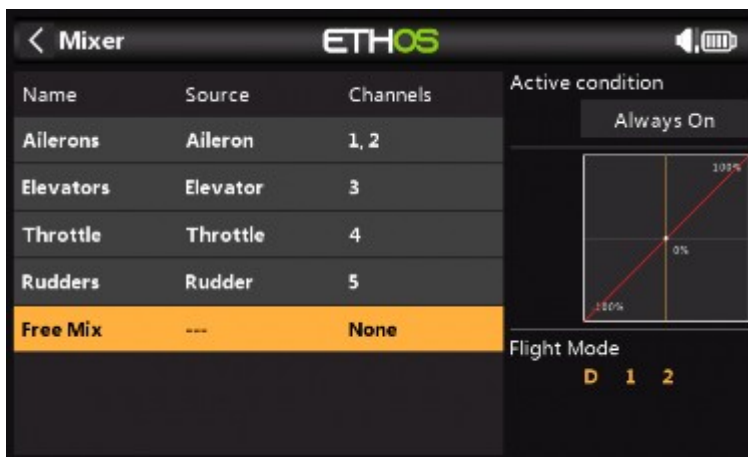 Mixer
ETHOS
Name Source Channels
Ailerons Aileron 1, 2
Elevators Elevator 3
Throttle Throttle 4
Rudders Rudder 5
Free Mix --- None
Active condition
Always On
100%
0%
-100%
Flight Mode
D 1 2